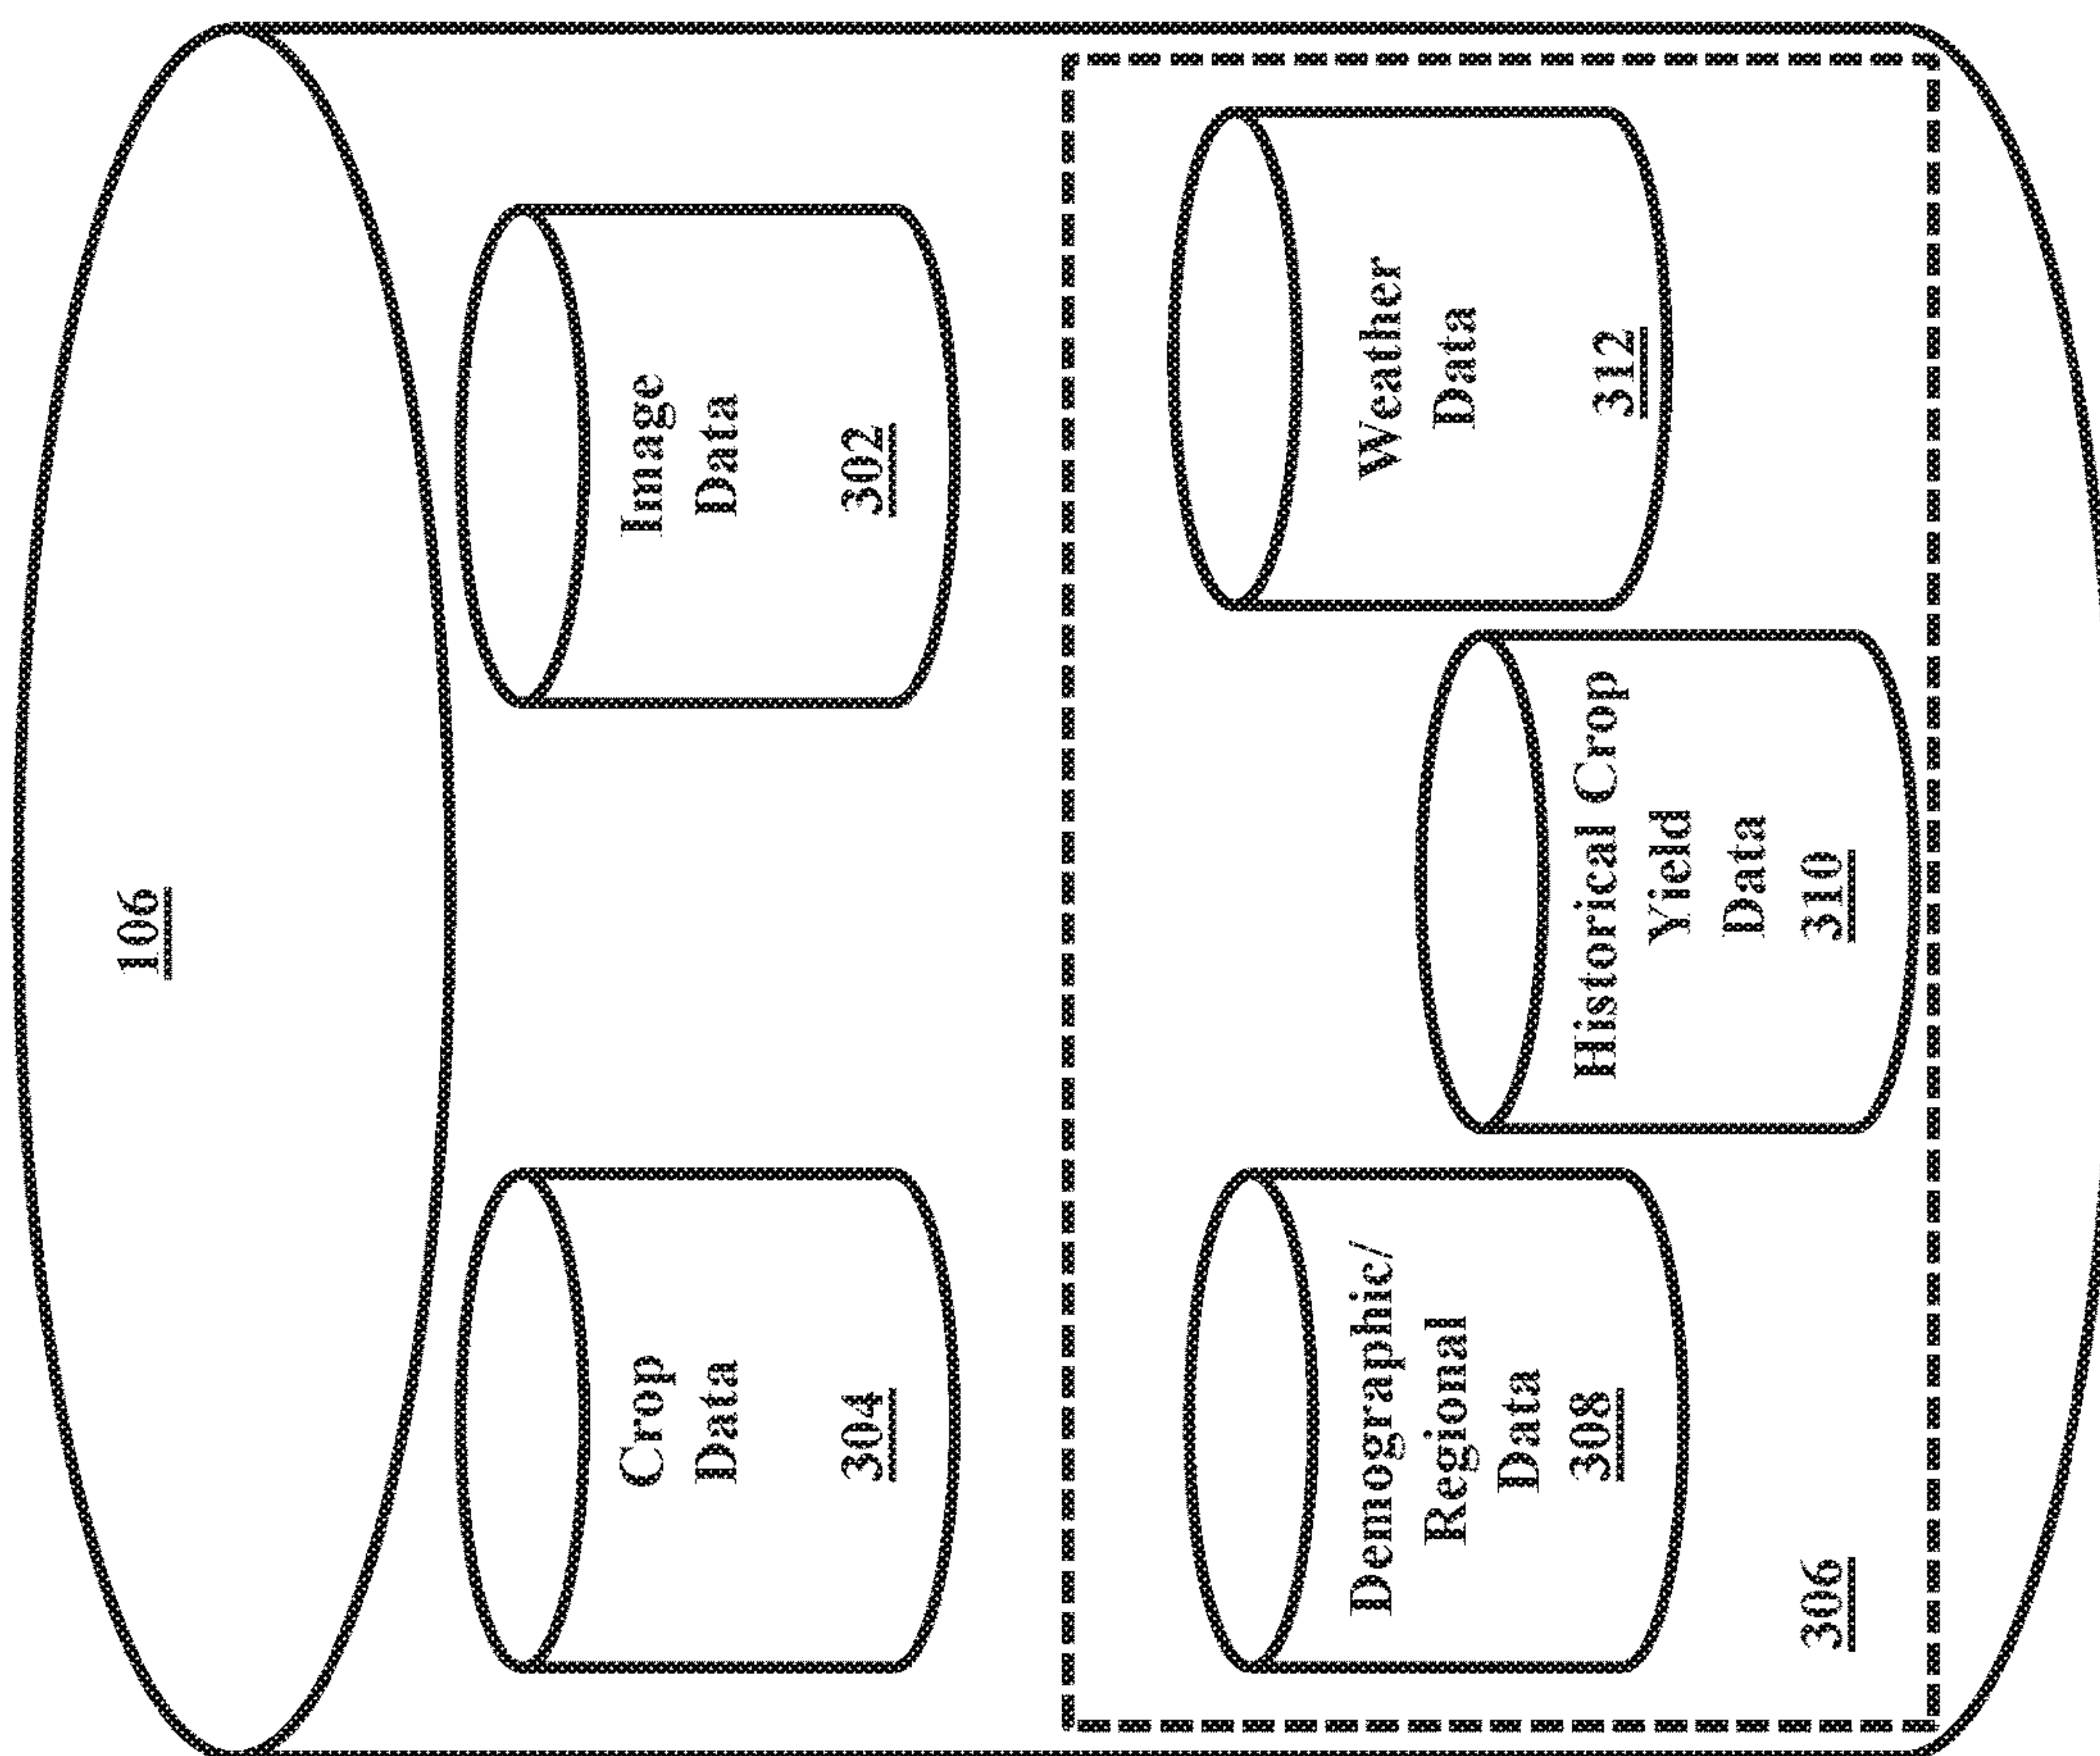 106
Crop
Data
304
Image
Data
302
Demographic/
Regional
Data
308
Historical Crop
Yield
Data
310
Weather
Data
312
306